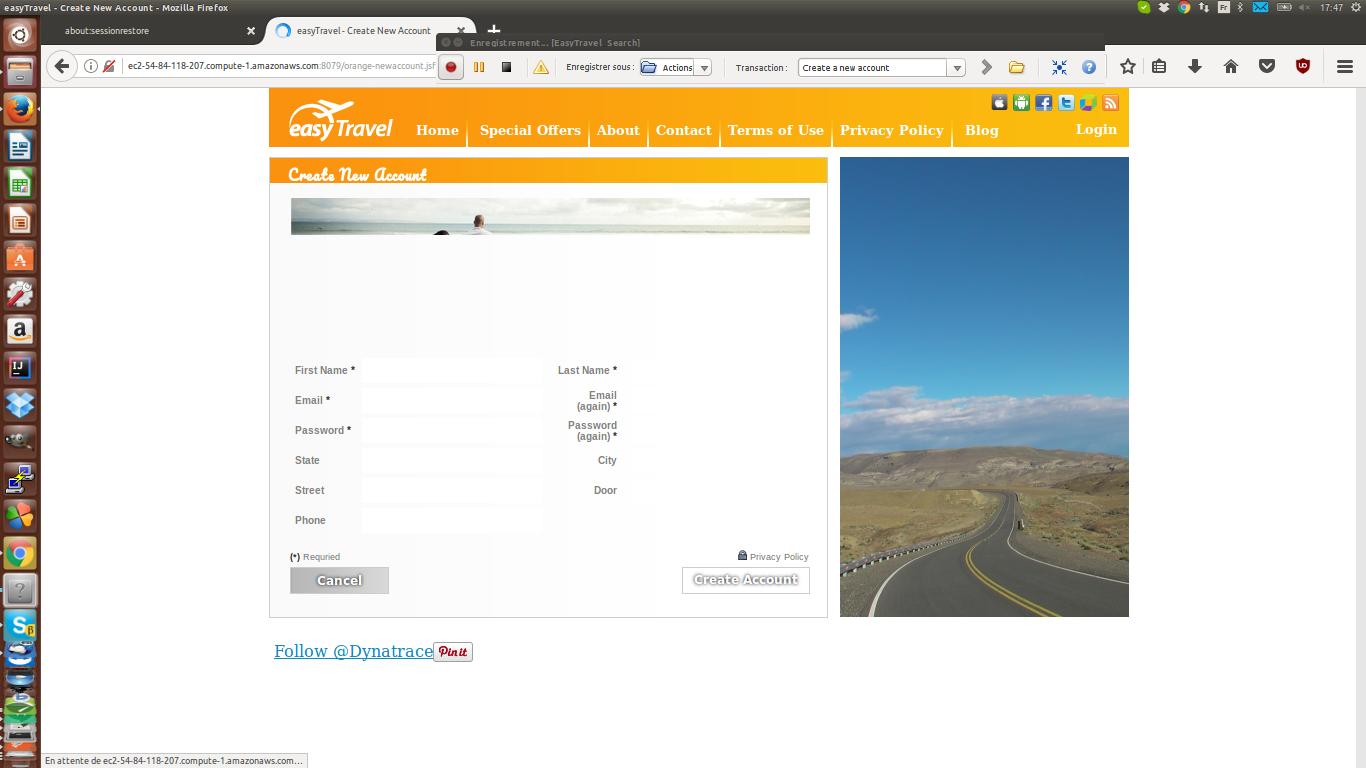 easyTravel - Create New Account - Mozilla Firefox
Fr
17:47
about:sessionrestore
easyTravel - Create New Account
Enregistrement... [EasyTravel Search]
ec2-54-84-118-207.compute-1.amazonaws.com:8079/orange-newaccount.jsf
Enregistrer sous :
Actions
Transaction :
Create a new account
easyTravel
Home
Special Offers
About
Contact
Terms of Use
Privacy Policy
Blog
Login
Create New Account
First Name *
Last Name *
Email *
Email
(again) *
Password *
Password
(again) *
State
City
Street
Door
Phone
(*) Requried
Privacy Policy
Cancel
Create Account
Follow @Dynatrace
Pin it
En attente de ec2-54-84-118-207.compute-1.amazonaws.com...